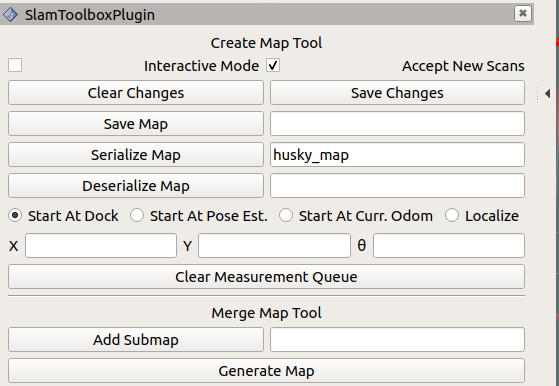 SlamToolboxPlugin
Create Map Tool
Interactive Mode Accept New Scans
Clear Changes Save Changes
Save Map
Serialize Map husky_map
Deserialize Map
Start At Dock Start At Pose Est. Start At Curr. Odom Localize
X Y θ
Clear Measurement Queue
Merge Map Tool
Add Submap
Generate Map